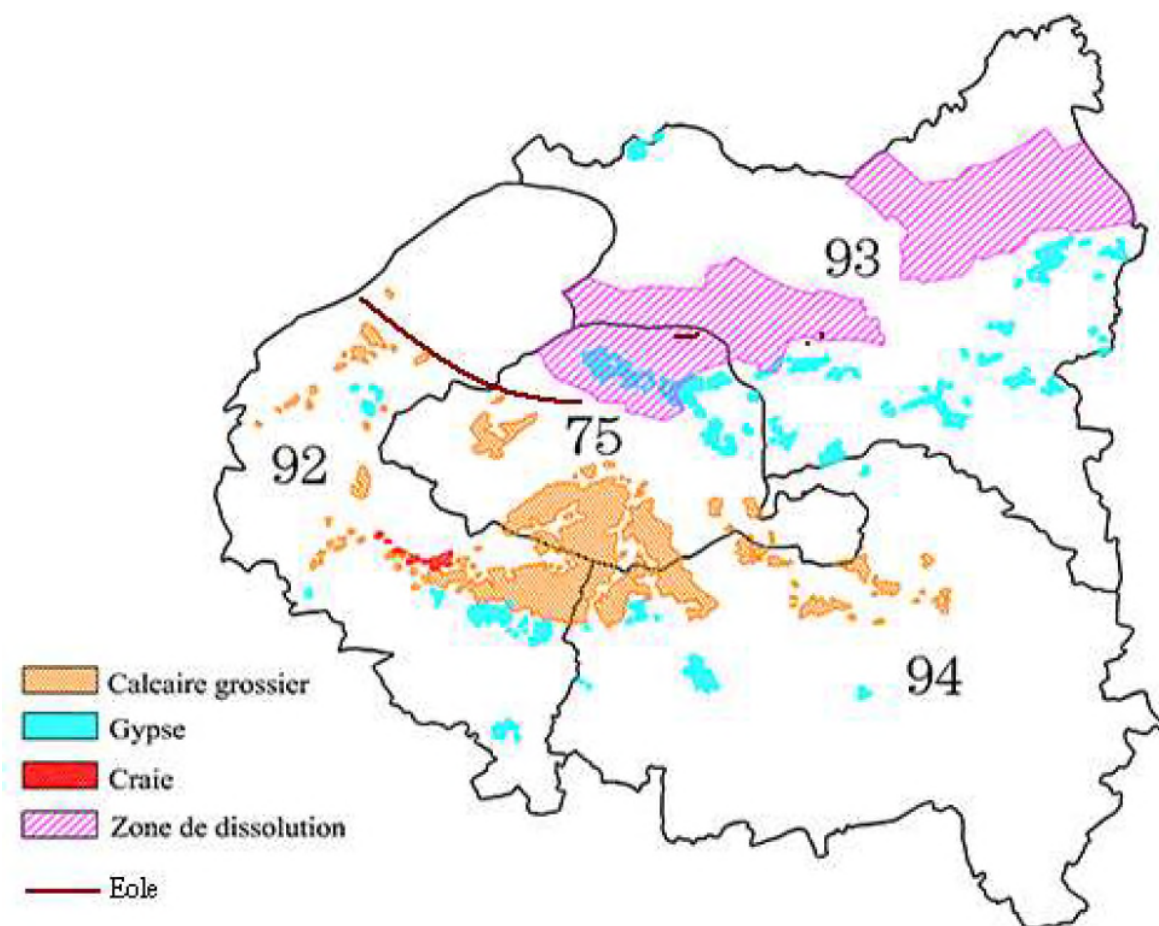 93
75
92
94
Calcaire grossier
Gypse
Craie
Zone de dissolution
Eole